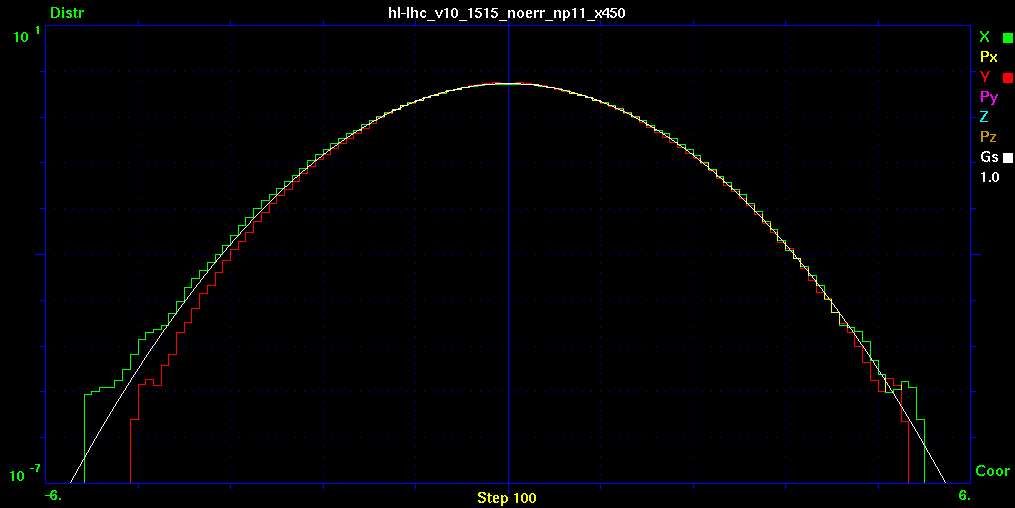 Distr
hl-lhc_v10_1515_noerr_np11_x450
10 1
X
Px
Y
Py
Z
Pz
Gs
1.0
10 -7
Coor
-6.
Step 100
6.